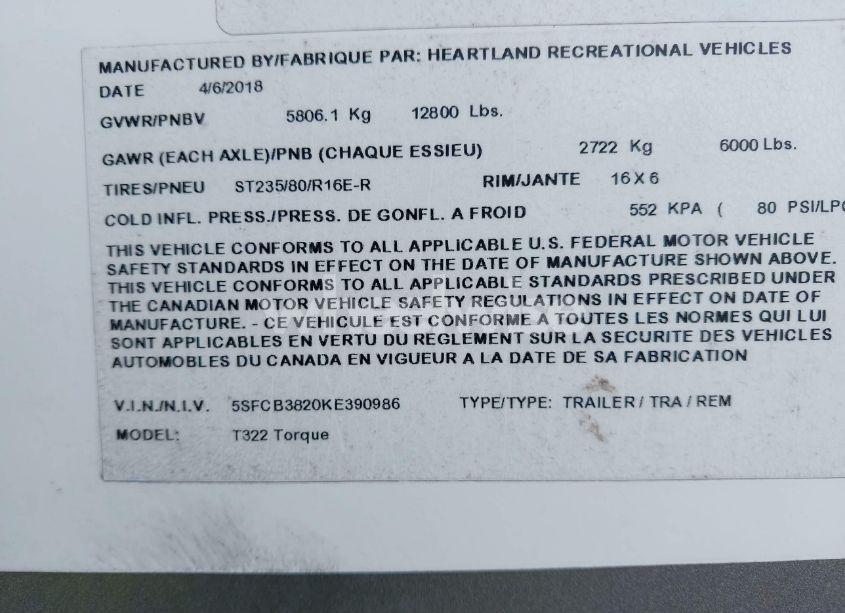 MANUFACTURED BY/FABRIQUE PAR: HEARTLAND RECREATIONAL VEHICLES
DATE 4/6/2018
GVWR/PNBV 5806.1 Kg 12800 Lbs.
GAWR (EACH AXLE)/PNB (CHAQUE ESSIEU) 2722 Kg 6000 Lbs.
TIRES/PNEU ST235/80/R16E-R RIM/JANTE 16 X 6
COLD INFL. PRESS./PRESS. DE GONFL. A FROID 552 KPA ( 80 PSI/LPC
THIS VEHICLE CONFORMS TO ALL APPLICABLE U.S. FEDERAL MOTOR VEHICLE
SAFETY STANDARDS IN EFFECT ON THE DATE OF MANUFACTURE SHOWN ABOVE.
THIS VEHICLE CONFORMS TO ALL APPLICABLE STANDARDS PRESCRIBED UNDER
THE CANADIAN MOTOR VEHICLE SAFETY REGULATIONS IN EFFECT ON DATE OF
MANUFACTURE. - CE VEHICULE EST CONFORME A TOUTES LES NORMES QUI LUI
SONT APPLICABLES EN VERTU DU REGLEMENT SUR LA SECURITE DES VEHICLES
AUTOMOBLES DU CANADA EN VIGUEUR A LA DATE DE SA FABRICATION
V.I.N./N.I.V. 5SFCB3820KE390986 TYPE/TYPE: TRAILER / TRA / REM
MODEL: T322 Torque